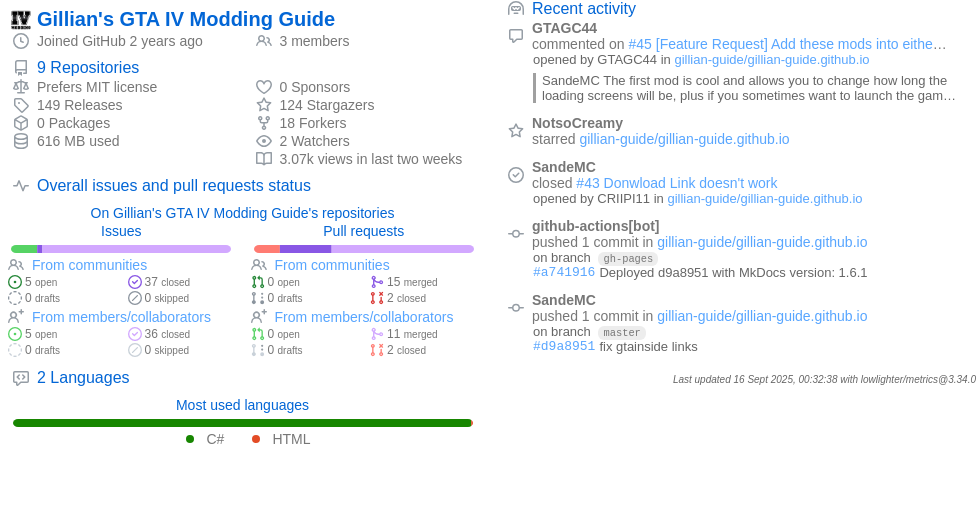 Gillian's GTA IV Modding Guide
Joined GitHub 2 years ago
3 members
9 Repositories
Prefers MIT license
149 Releases
0 Packages
616 MB used
0 Sponsors
124 Stargazers
18 Forkers
2 Watchers
3.07k views in last two weeks
Overall issues and pull requests status
On Gillian's GTA IV Modding Guide's repositories
Issues
From communities
5 open
37 closed
0 drafts
0 skipped
From members/collaborators
5 open
36 closed
0 drafts
0 skipped
Pull requests
From communities
0 open
15 merged
0 drafts
2 closed
From members/collaborators
0 open
11 merged
0 drafts
2 closed
2 Languages
Most used languages
C#
HTML
Recent activity
GTAGC44
commented on #45 [Feature Request] Add these mods into eithe…
opened by GTAGC44 in gillian-guide/gillian-guide.github.io
SandeMC The first mod is cool and allows you to change how long the
loading screens will be, plus if you sometimes want to launch the gam…
NotsoCreamy
starred gillian-guide/gillian-guide.github.io
SandeMC
closed #43 Donwload Link doesn't work
opened by CRIIPI11 in gillian-guide/gillian-guide.github.io
github-actions[bot]
pushed 1 commit in gillian-guide/gillian-guide.github.io
on branch gh-pages
#a741916 Deployed d9a8951 with MkDocs version: 1.6.1
SandeMC
pushed 1 commit in gillian-guide/gillian-guide.github.io
on branch master
#d9a8951 fix gtainside links
Last updated 16 Sept 2025, 00:32:38 with lowlighter/metrics@3.34.0